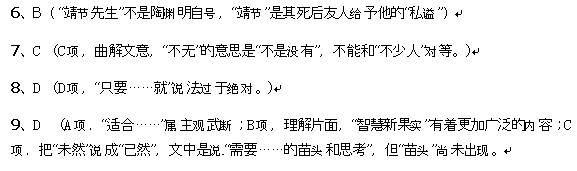 6、B（“靖节先生”不是陶渊明自号，“靖节”是其死后友人给予他的“私谥”）
7、C（C项，曲解文意，“不无”的意思是“不是没有”，不能和“不少人”对等。）
8、D（D项，“只要……就”说法过于绝对。）
9、D （A项．“适合……”属主观武断；B项，理解片面，“智慧新果实”有着更加广泛的内容；C
项．把“未然”说成“已然”，文中是说．“需要……的苗头和思考”，但“苗头”尚未出现。